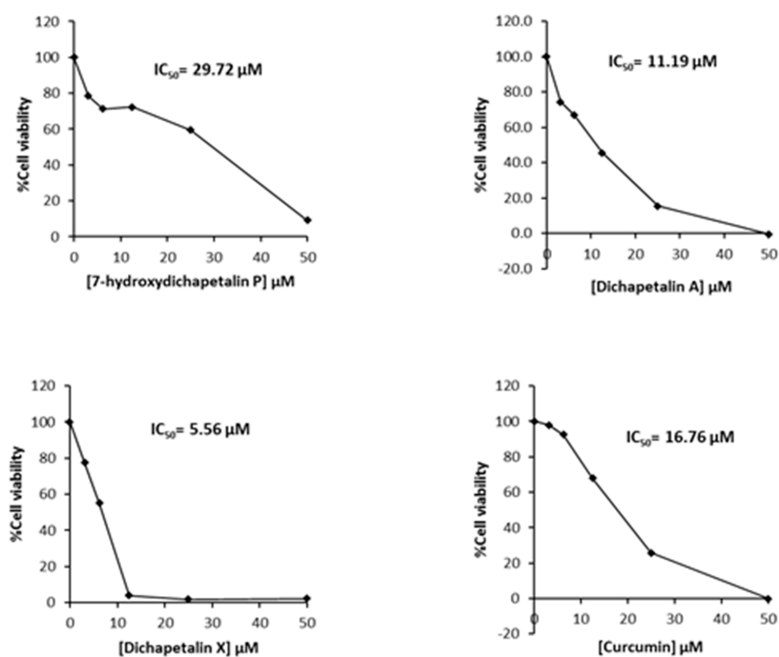 120
100
80
60
40
20
0
%Cell viability
IC50= 29.72 µM
0 10 20 30 40 50
[7-hydroxydichapetalin P] µM
120.0
100.0
80.0
60.0
40.0
20.0
0.0
-20.0
%Cell viability
IC50= 11.19 µM
0 10 20 30 40 50
[Dichapetalin A] µM
120
100
80
60
40
20
0
%Cell viability
IC50= 5.56 µM
0 10 20 30 40 50
[Dichapetalin X] µM
120
100
80
60
40
20
0
-20
%Cell viability
IC50= 16.76 µM
0 10 20 30 40 50
[Curcumin] µM